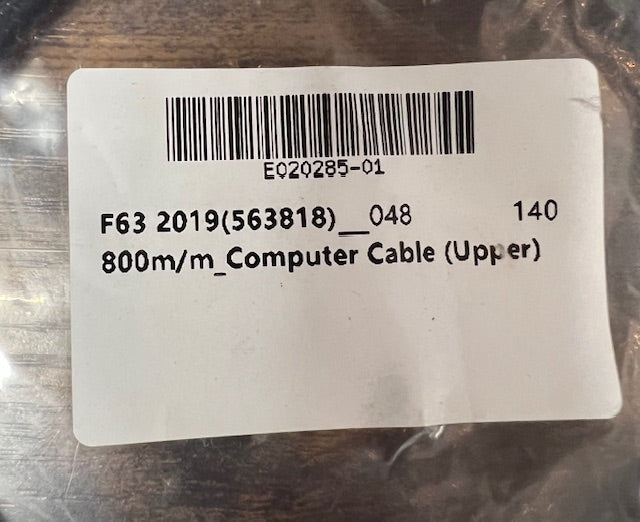 E020285-01
F63 2019(563818)__048 140
800m/m_Computer Cable (Upper)